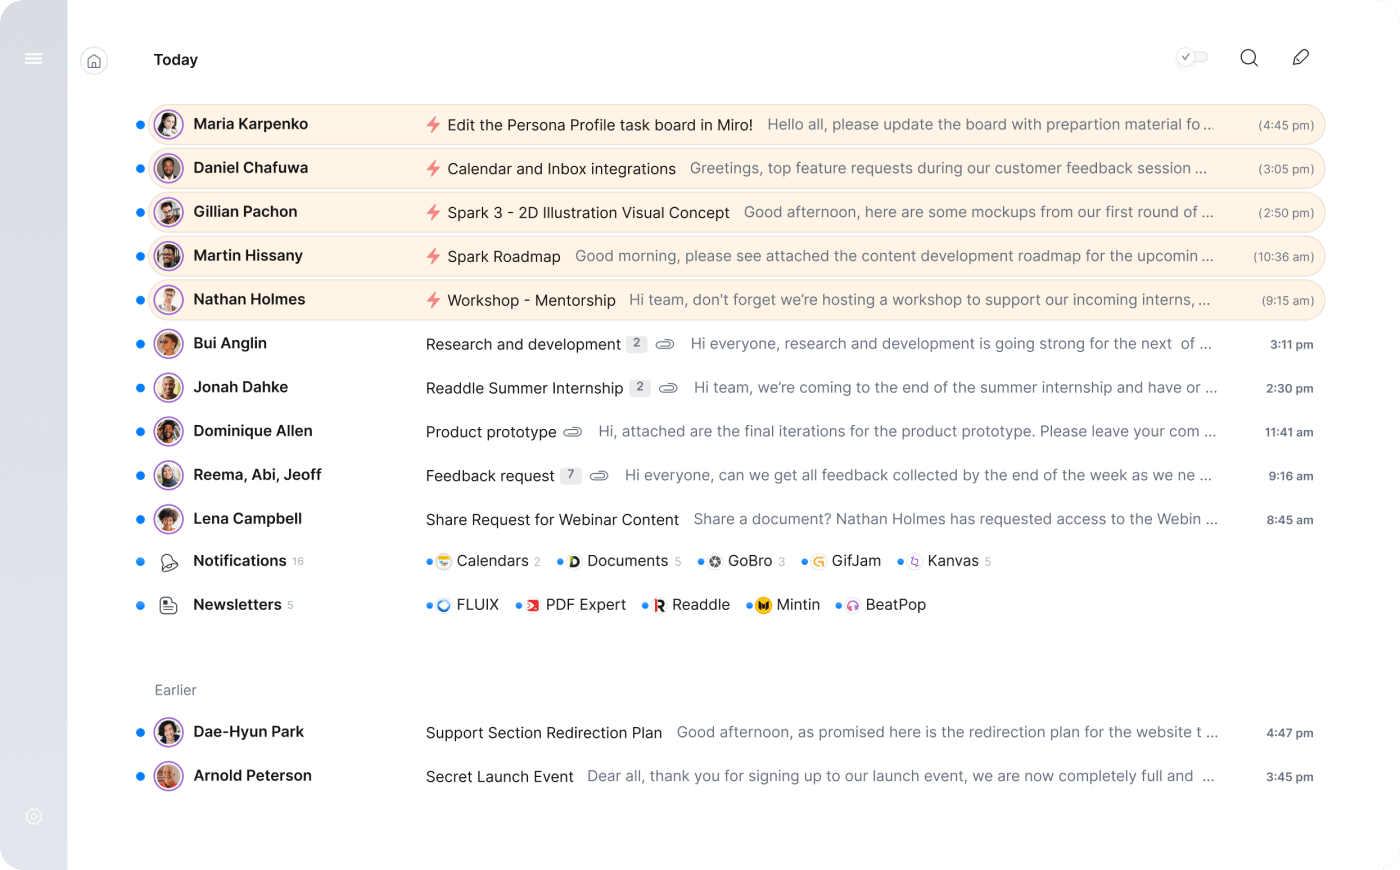 Today
Maria Karpenko Edit the Persona Profile task board in Miro! Hello all, please update the board with prepartion material fo ... (4:45 pm)
Daniel Chafuwa Calendar and Inbox integrations Greetings, top feature requests during our customer feedback session ... (3:05 pm)
Gillian Pachon Spark 3 - 2D Illustration Visual Concept Good afternoon, here are some mockups from our first round of ... (2:50 pm)
Martin Hissany Spark Roadmap Good morning, please see attached the content development roadmap for the upcomin ... (10:36 am)
Nathan Holmes Workshop - Mentorship Hi team, don't forget we’re hosting a workshop to support our incoming interns, ... (9:15 am)
Bui Anglin Research and development 2 Hi everyone, research and development is going strong for the next of ... 3:11 pm
Jonah Dahke Readdle Summer Internship 2 Hi team, we’re coming to the end of the summer internship and have or ... 2:30 pm
Dominique Allen Product prototype Hi, attached are the final iterations for the product prototype. Please leave your com ... 11:41 am
Reema, Abi, Jeoff Feedback request 7 Hi everyone, can we get all feedback collected by the end of the week as we ne ... 9:16 am
Lena Campbell Share Request for Webinar Content Share a document? Nathan Holmes has requested access to the Webin ... 8:45 am
Notifications 16 Calendars 2 Documents 5 GoBro 3 GifJam Kanvas 5
Newsletters 5 FLUIX PDF Expert Readdle Mintin BeatPop
Earlier
Dae-Hyun Park Support Section Redirection Plan Good afternoon, as promised here is the redirection plan for the website t ... 4:47 pm
Arnold Peterson Secret Launch Event Dear all, thank you for signing up to our launch event, we are now completely full and ... 3:45 pm